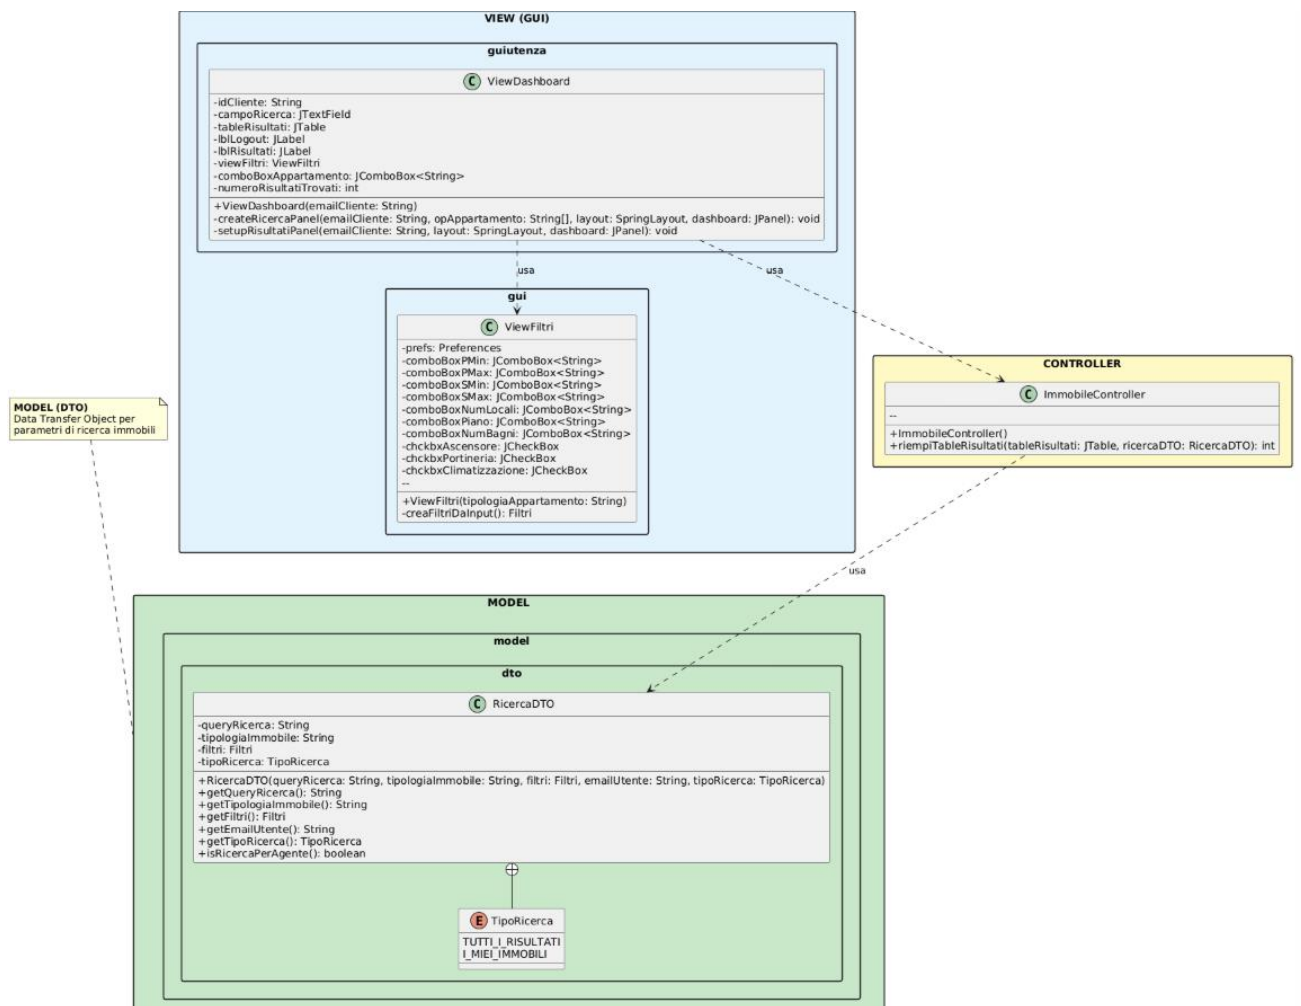 VIEW (GUI)
guiutenza
C ViewDashboard
-idCliente: String
-campoRicerca: JTextField
-tableRisultati: JTable
-lblLogout: JLabel
-lblRisultati: JLabel
-viewFiltri: ViewFiltri
-comboBoxAppartamento: JComboBox<String>
-numeroRisultatiTrovati: int
+ViewDashboard(emailCliente: String)
-createRicercaPanel(emailCliente: String, opAppartamento: String[], layout: SpringLayout, dashboard: JPanel): void
-setupRisultatiPanel(emailCliente: String, layout: SpringLayout, dashboard: JPanel): void
usa
usa
gui
C ViewFiltri
-prefs: Preferences
-comboBoxPMin: JComboBox<String>
-comboBoxPMax: JComboBox<String>
-comboBoxSMin: JComboBox<String>
-comboBoxSMax: JComboBox<String>
-comboBoxNumLocali: JComboBox<String>
-comboBoxPiano: JComboBox<String>
-comboBoxNumBagni: JComboBox<String>
-chckbxAscensore: JCheckBox
-chckbxPortineria: JCheckBox
-chckbxClimatizzazione: JCheckBox
--
+ViewFiltri(tipologiaAppartamento: String)
-creaFiltriDaInput(): Filtri
CONTROLLER
C ImmobileController
--
+ImmobileController()
+riempiTableRisultati(tableRisultati: JTable, ricercaDTO: RicercaDTO): int
MODEL (DTO)
Data Transfer Object per
parametri di ricerca immobili
usa
MODEL
model
dto
C RicercaDTO
-queryRicerca: String
-tipologiaImmobile: String
-filtri: Filtri
-tipoRicerca: TipoRicerca
+RicercaDTO(queryRicerca: String, tipologiaImmobile: String, filtri: Filtri, emailUtente: String, tipoRicerca: TipoRicerca)
+getQueryRicerca(): String
+getTipologiaImmobile(): String
+getFiltri(): Filtri
+getEmailUtente(): String
+getTipoRicerca(): TipoRicerca
+isRicercaPerAgente(): boolean
E TipoRicerca
TUTTI_I_RISULTATI
I_MIEI_IMMOBILI